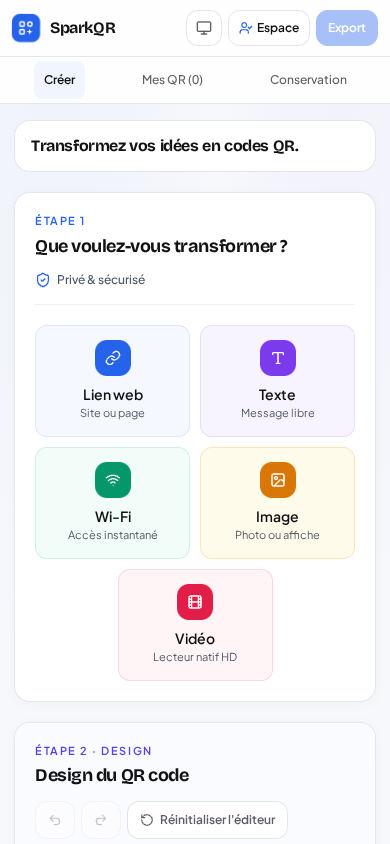 SparkQR
Espace
Export
Créer
Mes QR (0)
Conservation
Transformez vos idées en codes QR.
ÉTAPE 1
Que voulez-vous transformer ?
Privé & sécurisé
Lien web
Site ou page
Texte
Message libre
Wi-Fi
Accès instantané
Image
Photo ou affiche
Vidéo
Lecteur natif HD
ÉTAPE 2 · DESIGN
Design du QR code
Réinitialiser l'éditeur